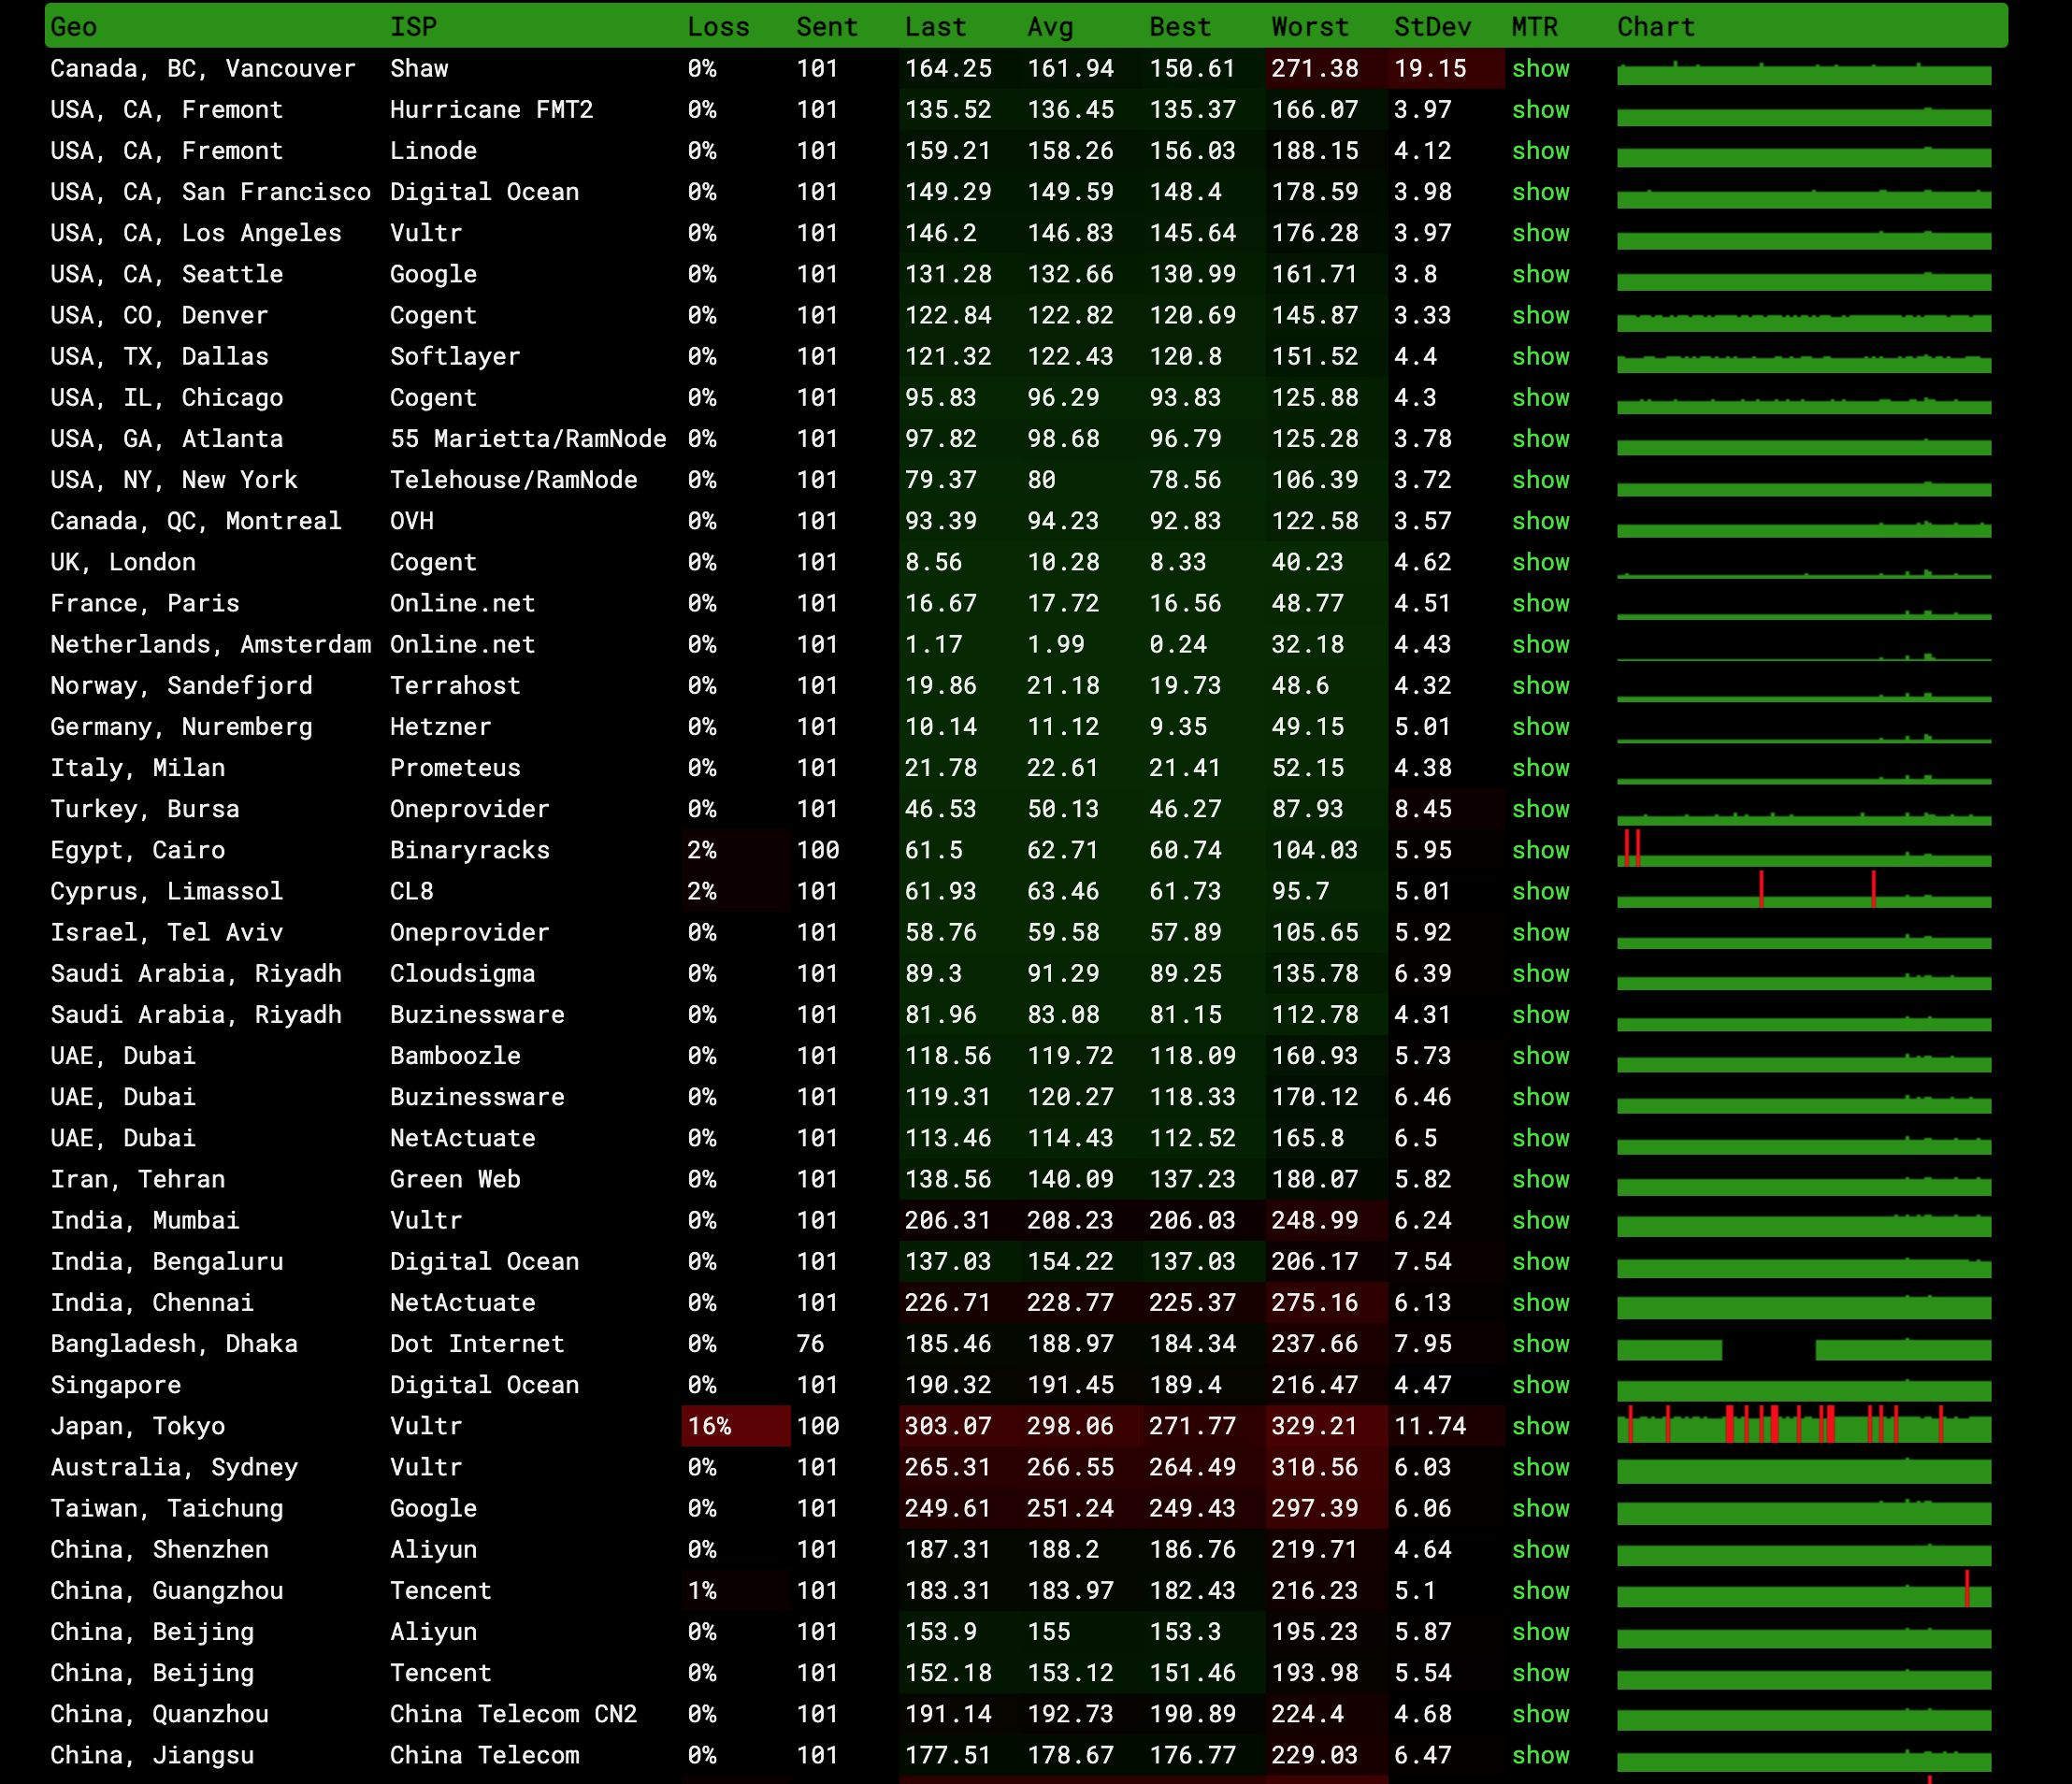 Geo ISP Loss Sent Last Avg Best Worst StDev MTR Chart
Canada, BC, Vancouver Shaw 0% 101 164.25 161.94 150.61 271.38 19.15 show
USA, CA, Fremont Hurricane FMT2 0% 101 135.52 136.45 135.37 166.07 3.97 show
USA, CA, Fremont Linode 0% 101 159.21 158.26 156.03 188.15 4.12 show
USA, CA, San Francisco Digital Ocean 0% 101 149.29 149.59 148.4 178.59 3.98 show
USA, CA, Los Angeles Vultr 0% 101 146.2 146.83 145.64 176.28 3.97 show
USA, CA, Seattle Google 0% 101 131.28 132.66 130.99 161.71 3.8 show
USA, CO, Denver Cogent 0% 101 122.84 122.82 120.69 145.87 3.33 show
USA, TX, Dallas Softlayer 0% 101 121.32 122.43 120.8 151.52 4.4 show
USA, IL, Chicago Cogent 0% 101 95.83 96.29 93.83 125.88 4.3 show
USA, GA, Atlanta 55 Marietta/RamNode 0% 101 97.82 98.68 96.79 125.28 3.78 show
USA, NY, New York Telehouse/RamNode 0% 101 79.37 80 78.56 106.39 3.72 show
Canada, QC, Montreal OVH 0% 101 93.39 94.23 92.83 122.58 3.57 show
UK, London Cogent 0% 101 8.56 10.28 8.33 40.23 4.62 show
France, Paris Online.net 0% 101 16.67 17.72 16.56 48.77 4.51 show
Netherlands, Amsterdam Online.net 0% 101 1.17 1.99 0.24 32.18 4.43 show
Norway, Sandefjord Terrahost 0% 101 19.86 21.18 19.73 48.6 4.32 show
Germany, Nuremberg Hetzner 0% 101 10.14 11.12 9.35 49.15 5.01 show
Italy, Milan Prometeus 0% 101 21.78 22.61 21.41 52.15 4.38 show
Turkey, Bursa Oneprovider 0% 101 46.53 50.13 46.27 87.93 8.45 show
Egypt, Cairo Binaryracks 2% 100 61.5 62.71 60.74 104.03 5.95 show
Cyprus, Limassol CL8 2% 101 61.93 63.46 61.73 95.7 5.01 show
Israel, Tel Aviv Oneprovider 0% 101 58.76 59.58 57.89 105.65 5.92 show
Saudi Arabia, Riyadh Cloudsigma 0% 101 89.3 91.29 89.25 135.78 6.39 show
Saudi Arabia, Riyadh Buzinessware 0% 101 81.96 83.08 81.15 112.78 4.31 show
UAE, Dubai Bamboozle 0% 101 118.56 119.72 118.09 160.93 5.73 show
UAE, Dubai Buzinessware 0% 101 119.31 120.27 118.33 170.12 6.46 show
UAE, Dubai NetActuate 0% 101 113.46 114.43 112.52 165.8 6.5 show
Iran, Tehran Green Web 0% 101 138.56 140.09 137.23 180.07 5.82 show
India, Mumbai Vultr 0% 101 206.31 208.23 206.03 248.99 6.24 show
India, Bengaluru Digital Ocean 0% 101 137.03 154.22 137.03 206.17 7.54 show
India, Chennai NetActuate 0% 101 226.71 228.77 225.37 275.16 6.13 show
Bangladesh, Dhaka Dot Internet 0% 76 185.46 188.97 184.34 237.66 7.95 show
Singapore Digital Ocean 0% 101 190.32 191.45 189.4 216.47 4.47 show
Japan, Tokyo Vultr 16% 100 303.07 298.06 271.77 329.21 11.74 show
Australia, Sydney Vultr 0% 101 265.31 266.55 264.49 310.56 6.03 show
Taiwan, Taichung Google 0% 101 249.61 251.24 249.43 297.39 6.06 show
China, Shenzhen Aliyun 0% 101 187.31 188.2 186.76 219.71 4.64 show
China, Guangzhou Tencent 1% 101 183.31 183.97 182.43 216.23 5.1 show
China, Beijing Aliyun 0% 101 153.9 155 153.3 195.23 5.87 show
China, Beijing Tencent 0% 101 152.18 153.12 151.46 193.98 5.54 show
China, Quanzhou China Telecom CN2 0% 101 191.14 192.73 190.89 224.4 4.68 show
China, Jiangsu China Telecom 0% 101 177.51 178.67 176.77 229.03 6.47 show